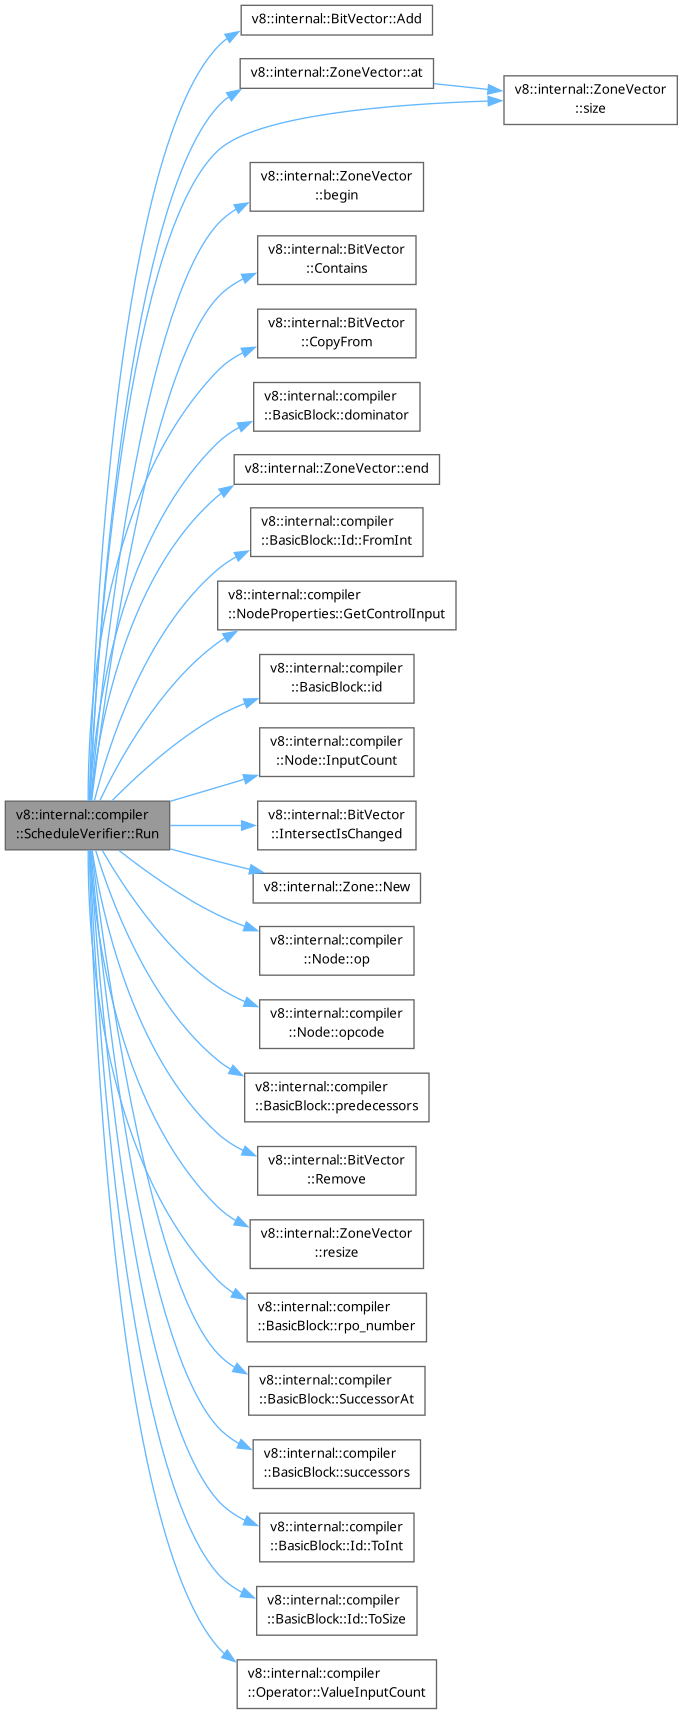 v8::internal::BitVector::Add
v8::internal::ZoneVector::at
v8::internal::ZoneVector
::size
v8::internal::ZoneVector
::begin
v8::internal::BitVector
::Contains
v8::internal::BitVector
::CopyFrom
v8::internal::compiler
::BasicBlock::dominator
v8::internal::ZoneVector::end
v8::internal::compiler
::BasicBlock::Id::FromInt
v8::internal::compiler
::NodeProperties::GetControlInput
v8::internal::compiler
::BasicBlock::id
v8::internal::compiler
::Node::InputCount
v8::internal::compiler
::ScheduleVerifier::Run
v8::internal::BitVector
::IntersectIsChanged
v8::internal::Zone::New
v8::internal::compiler
::Node::op
v8::internal::compiler
::Node::opcode
v8::internal::compiler
::BasicBlock::predecessors
v8::internal::BitVector
::Remove
v8::internal::ZoneVector
::resize
v8::internal::compiler
::BasicBlock::rpo_number
v8::internal::compiler
::BasicBlock::SuccessorAt
v8::internal::compiler
::BasicBlock::successors
v8::internal::compiler
::BasicBlock::Id::ToInt
v8::internal::compiler
::BasicBlock::Id::ToSize
v8::internal::compiler
::Operator::ValueInputCount